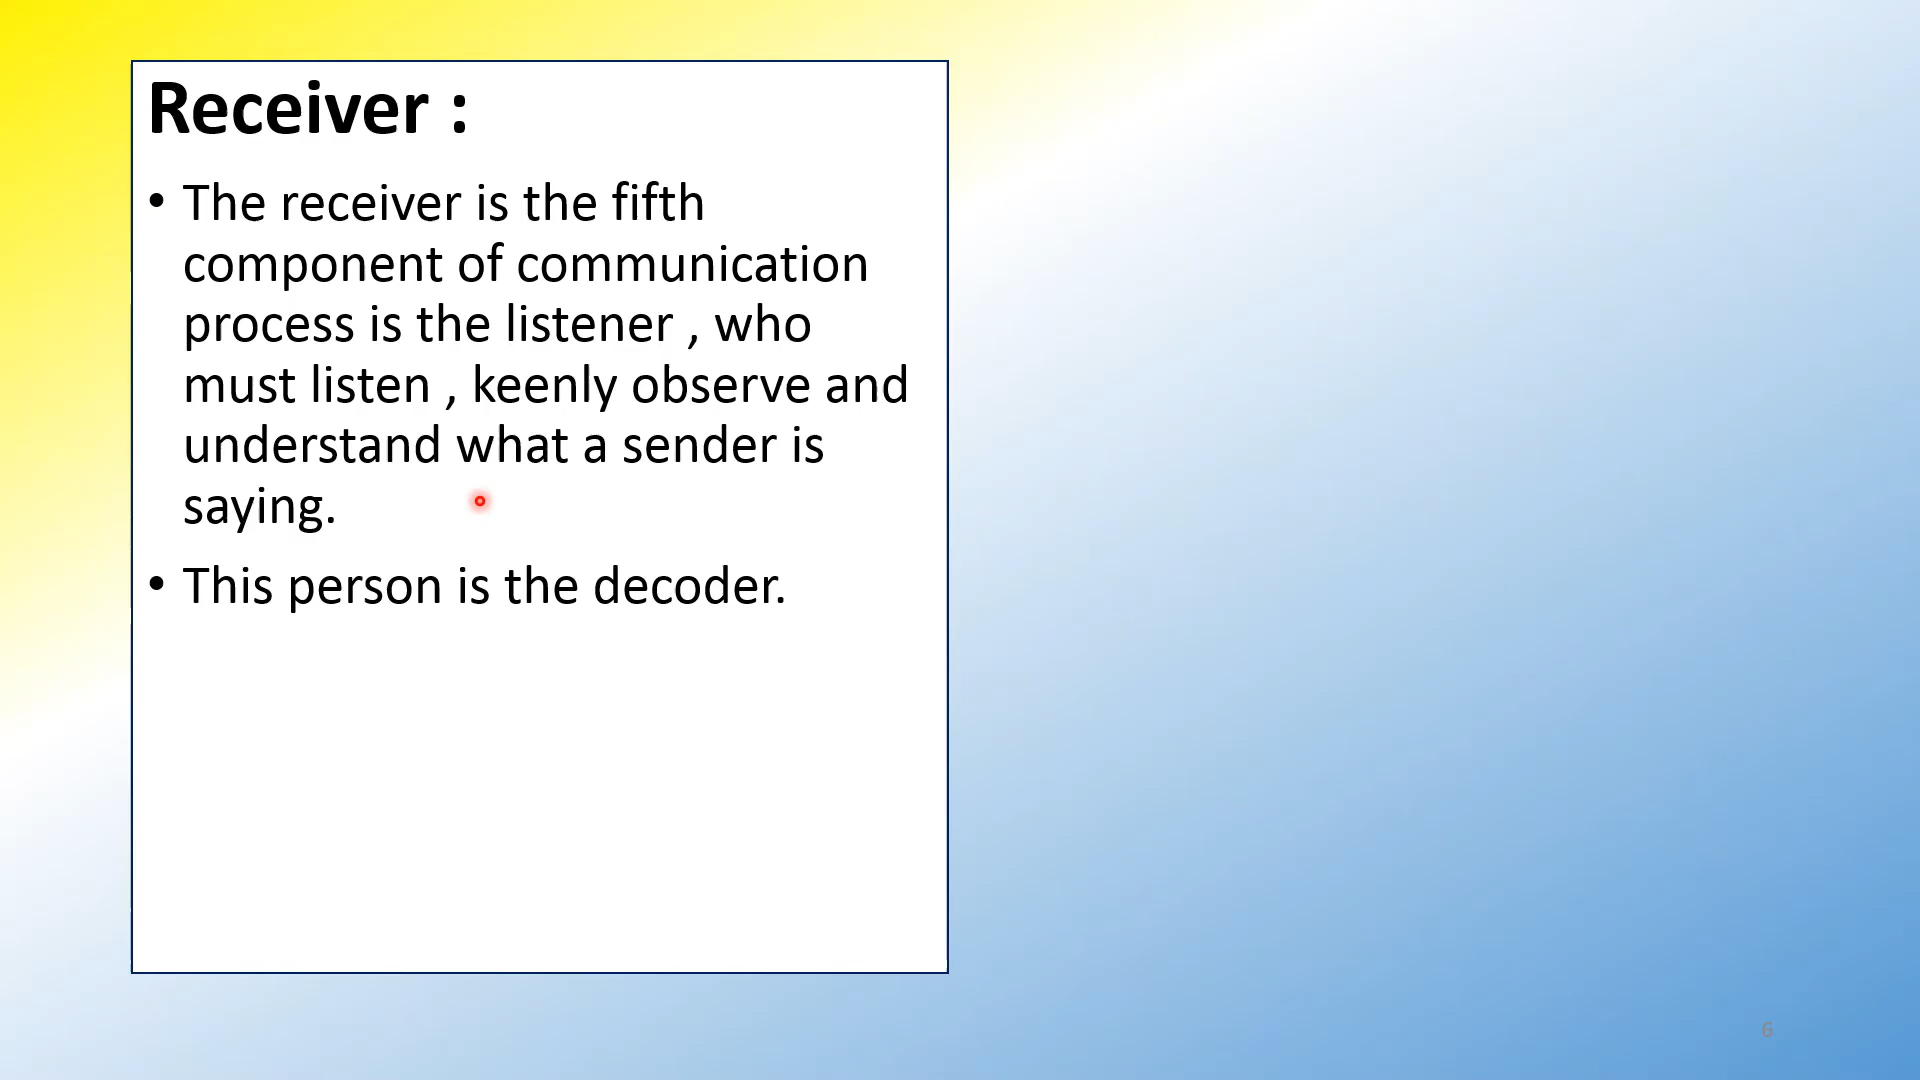 Receiver :
• The receiver is the fifth
component of communication
process is the listener , who
must listen , keenly observe and
understand what a sender is
saying.
• This person is the decoder.
6